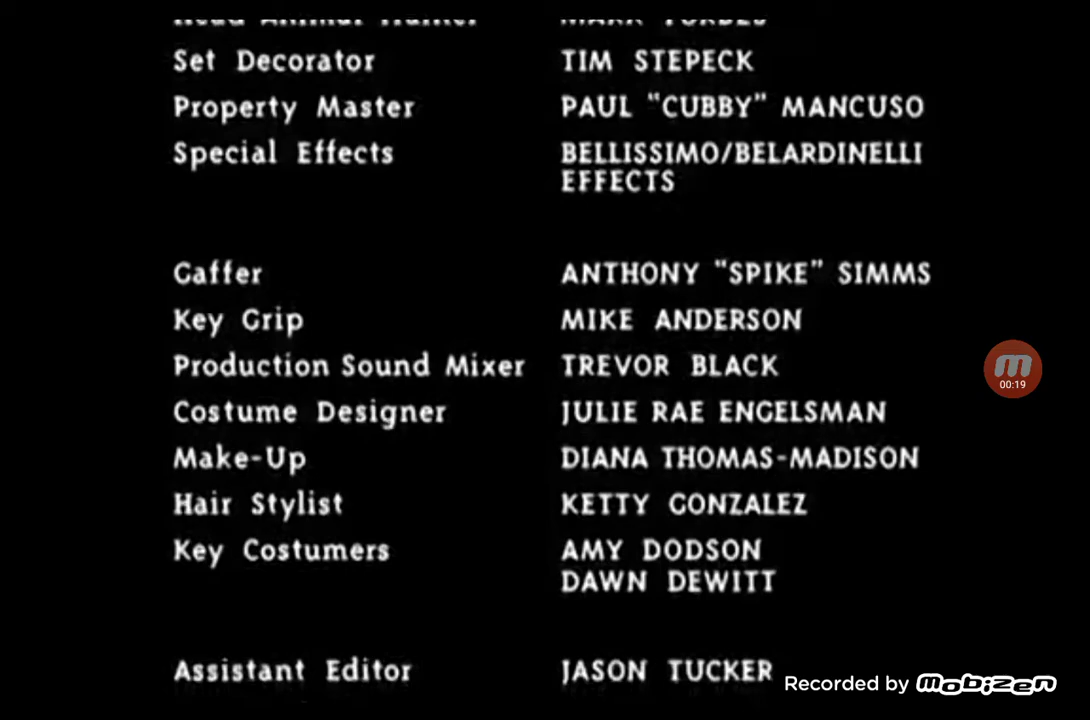 Set Decorator TIM STEPECK
Property Master PAUL "CUBBY" MANCUSO
Special Effects BELLISSIMO/BELARDINELLI
EFFECTS
Gaffer ANTHONY "SPIKE" SIMMS
Key Grip MIKE ANDERSON
Production Sound Mixer TREVOR BLACK
Costume Designer JULIE RAE ENGELSMAN
m
00:19
Make-Up DIANA THOMAS-MADISON
Hair Stylist KETTY GONZALEZ
Key Costumers AMY DODSON
DAWN DEWITT
Assistant Editor JASON TUCKER
Recorded by mobizen